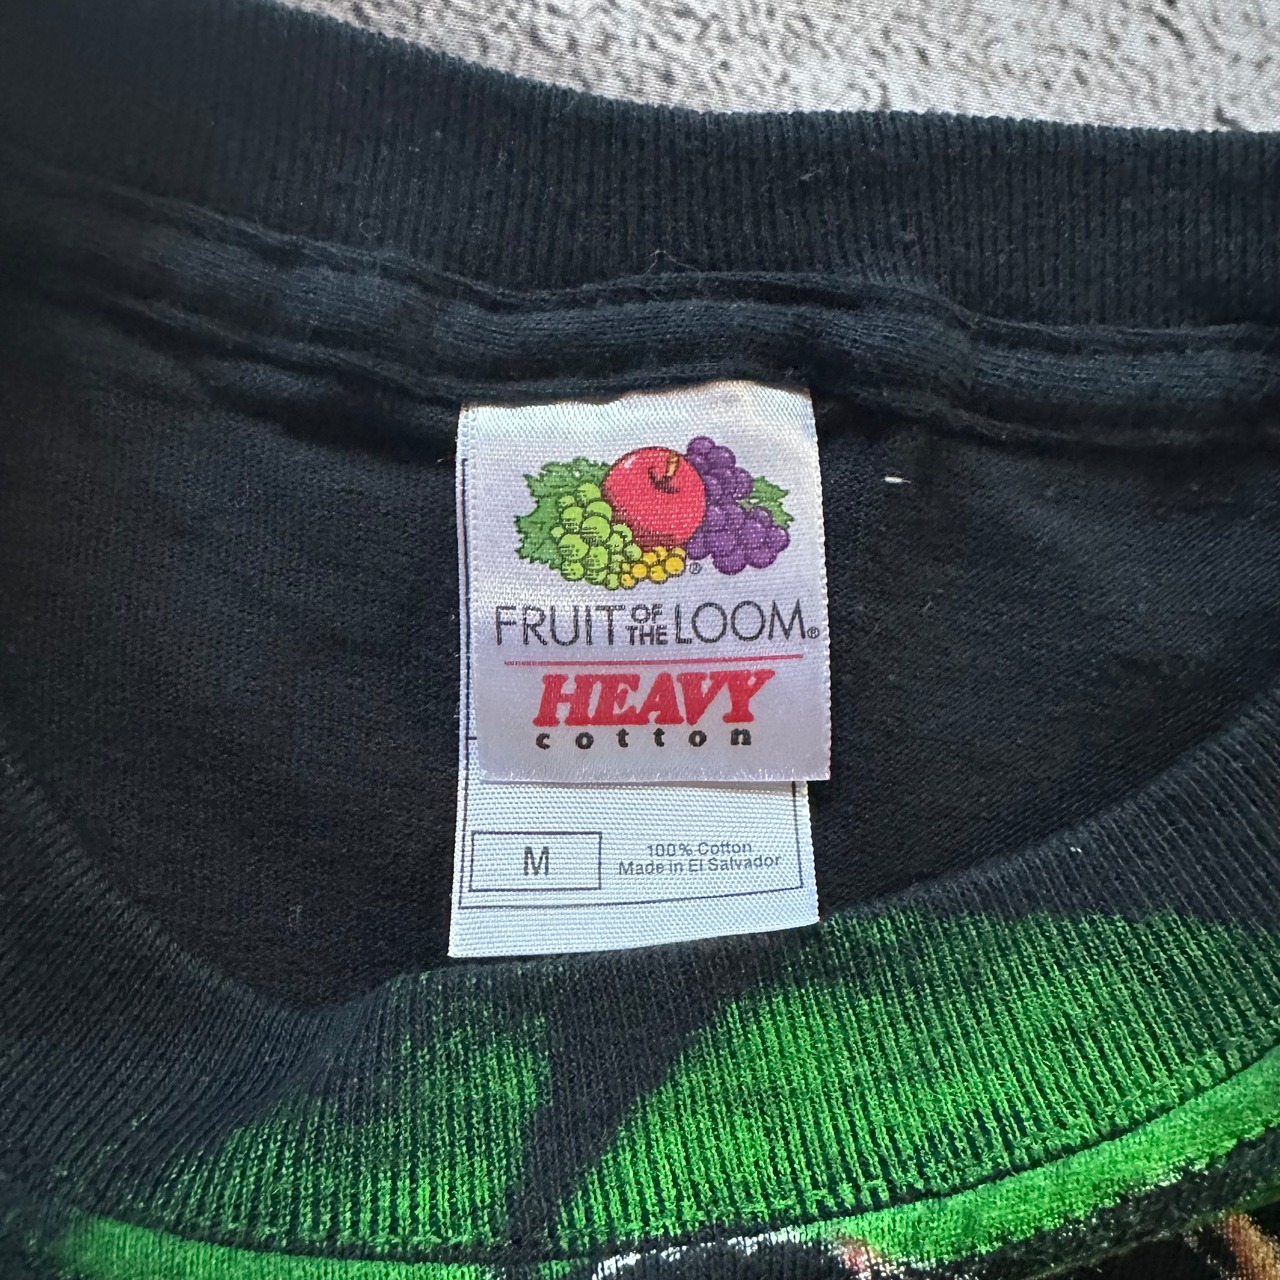 FRUIT OF THE LOOM®
HEAVY
cotton
M
100% Cotton
Made in El Salvador